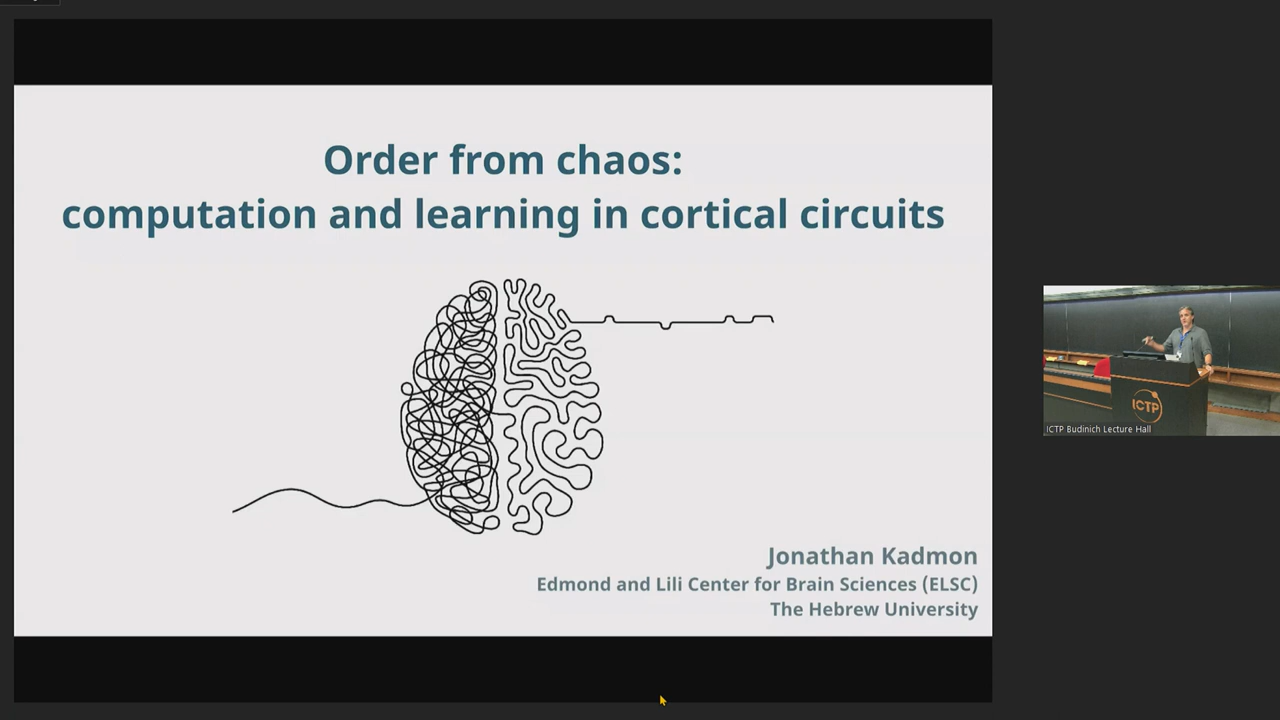 Order from chaos:
computation and learning in cortical circuits
Jonathan Kadmon
Edmond and Lili Center for Brain Sciences (ELSC)
The Hebrew University
ICTP
ICTP Budinich Lecture Hall